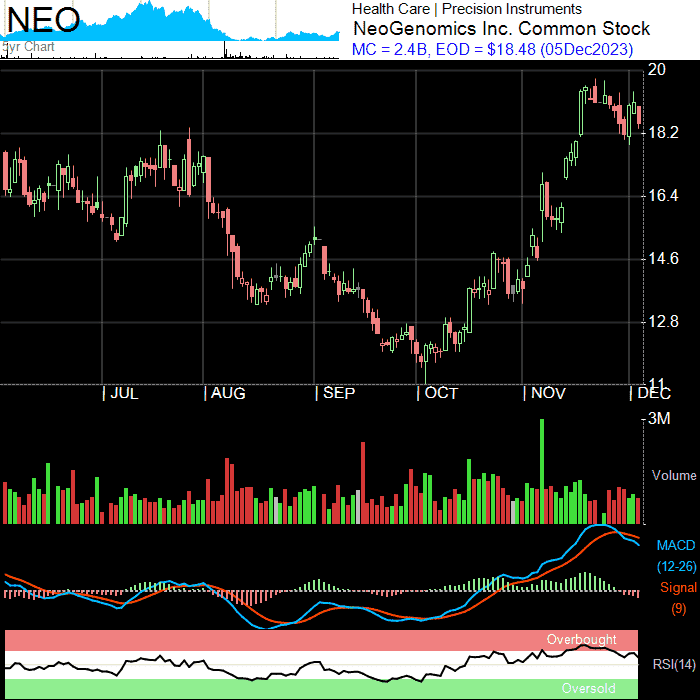 NEO
5yr Chart
Health Care | Precision Instruments
NeoGenomics Inc. Common Stock
MC = 2.4B, EOD = $18.48 (05Dec2023)
20
18.2
16.4
14.6
12.8
11
JUL
AUG
SEP
OCT
NOV
DEC
3M
Volume
MACD
(12-26)
Signal
(9)
Overbought
RSI(14)
Oversold